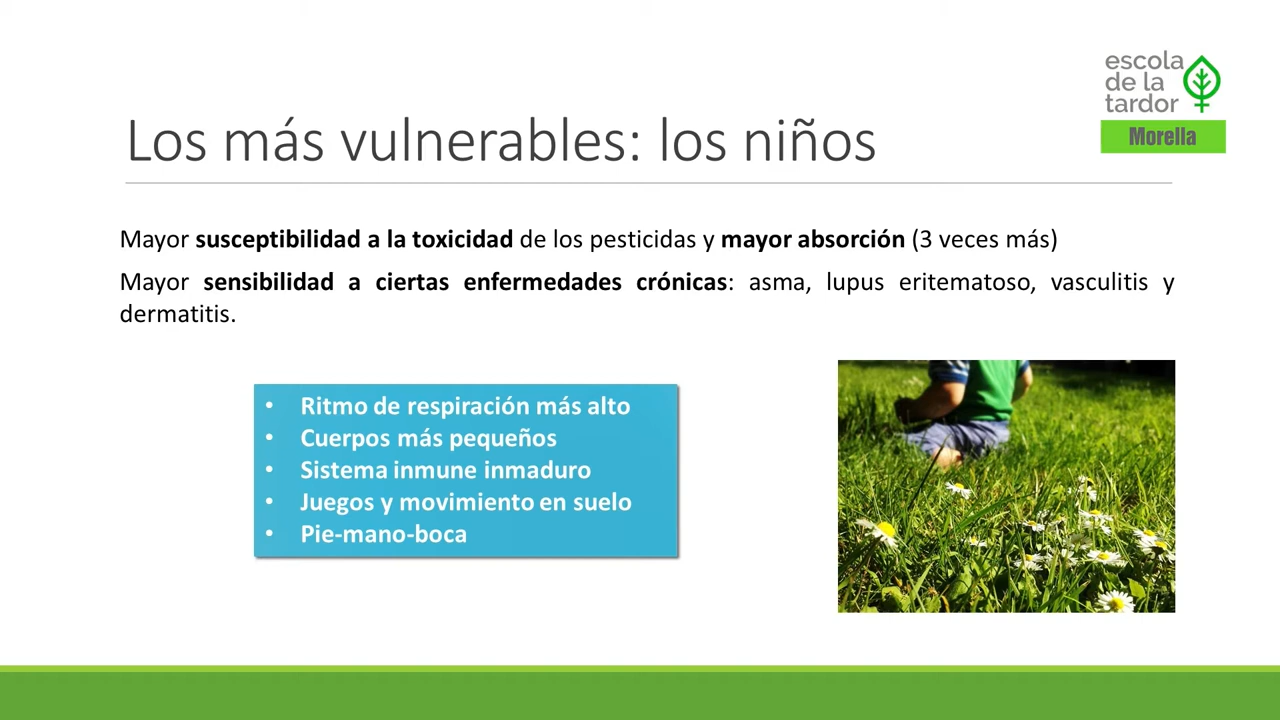 escola
de la
tardor
Morella
Los más vulnerables: los niños
Mayor susceptibilidad a la toxicidad de los pesticidas y mayor absorción (3 veces más)
Mayor sensibilidad a ciertas enfermedades crónicas: asma, lupus eritematoso, vasculitis y
dermatitis.
• Ritmo de respiración más alto
• Cuerpos más pequeños
• Sistema inmune inmaduro
• Juegos y movimiento en suelo
• Pie-mano-boca